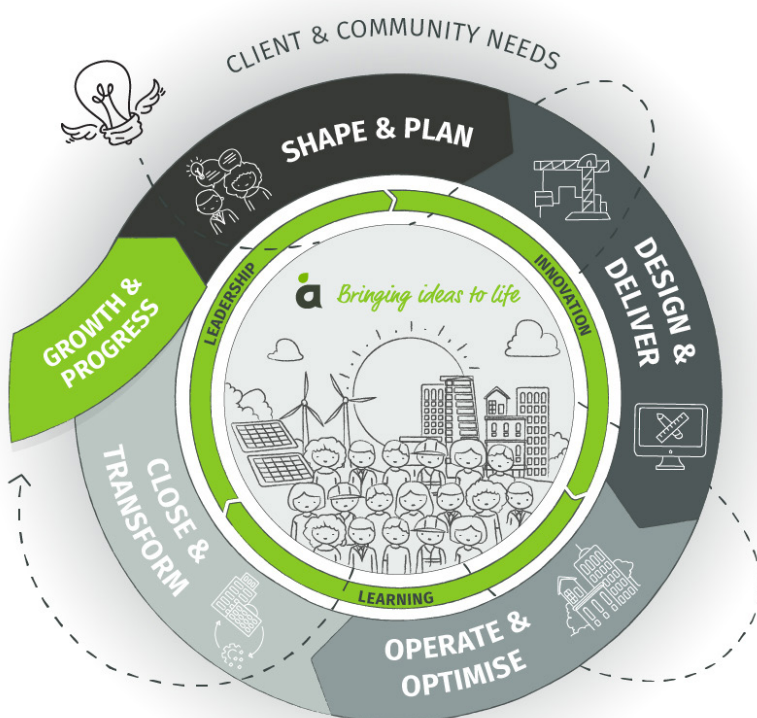 CLIENT & COMMUNITY NEEDS
SHAPE & PLAN
DESIGN &
DELIVER
OPERATE &
OPTIMISE
CLOSE &
TRANSFORM
GROWTH &
PROGRESS
LEADERSHIP
INNOVATION
LEARNING
a Bringing ideas to life